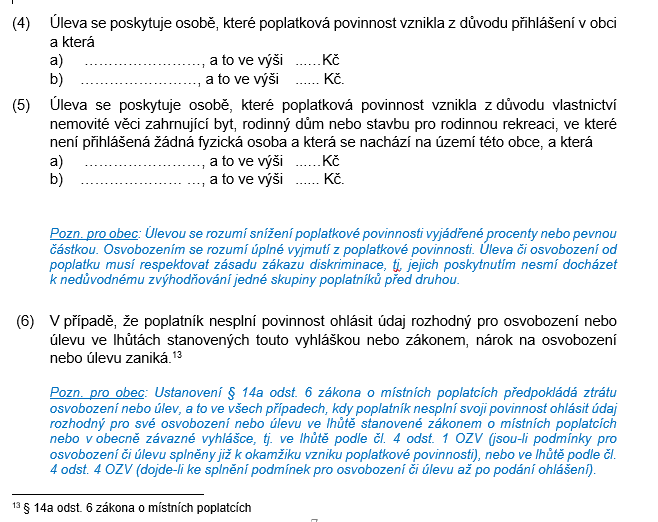 (4) Úleva se poskytuje osobě, které poplatková povinnost vznikla z důvodu přihlášení v obci
a která
a) ……………………, a to ve výši ……Kč
b) ……………………, a to ve výši …… Kč.
(5) Úleva se poskytuje osobě, které poplatková povinnost vznikla z důvodu vlastnictví
nemovité věci zahrnující byt, rodinný dům nebo stavbu pro rodinnou rekreaci, ve které
není přihlášená žádná fyzická osoba a která se nachází na území této obce, a která
a) ……………………, a to ve výši ……Kč
b) ………………… …, a to ve výši …… Kč.
Pozn. pro obec: Úlevou se rozumí snížení poplatkové povinnosti vyjádřené procenty nebo pevnou
částkou. Osvobozením se rozumí úplné vyjmutí z poplatkové povinnosti. Úleva či osvobození od
poplatku musí respektovat zásadu zákazu diskriminace, tj. jejich poskytnutím nesmí docházet
k nedůvodnému zvýhodňování jedné skupiny poplatníků před druhou.
(6) V případě, že poplatník nesplní povinnost ohlásit údaj rozhodný pro osvobození nebo
úlevu ve lhůtách stanovených touto vyhláškou nebo zákonem, nárok na osvobození
nebo úlevu zaniká.13
Pozn. pro obec: Ustanovení § 14a odst. 6 zákona o místních poplatcích předpokládá ztrátu
osvobození nebo úlev, a to ve všech případech, kdy poplatník nesplní svoji povinnost ohlásit údaj
rozhodný pro své osvobození nebo úlevu ve lhůtě stanovené zákonem o místních poplatcích
nebo v obecně závazné vyhlášce, tj. ve lhůtě podle čl. 4 odst. 1 OZV (jsou-li podmínky pro
osvobození či úlevu splněny již k okamžiku vzniku poplatkové povinnosti), nebo ve lhůtě podle čl.
4 odst. 4 OZV (dojde-li ke splnění podmínek pro osvobození či úlevu až po podání ohlášení).
13 § 14a odst. 6 zákona o místních poplatcích